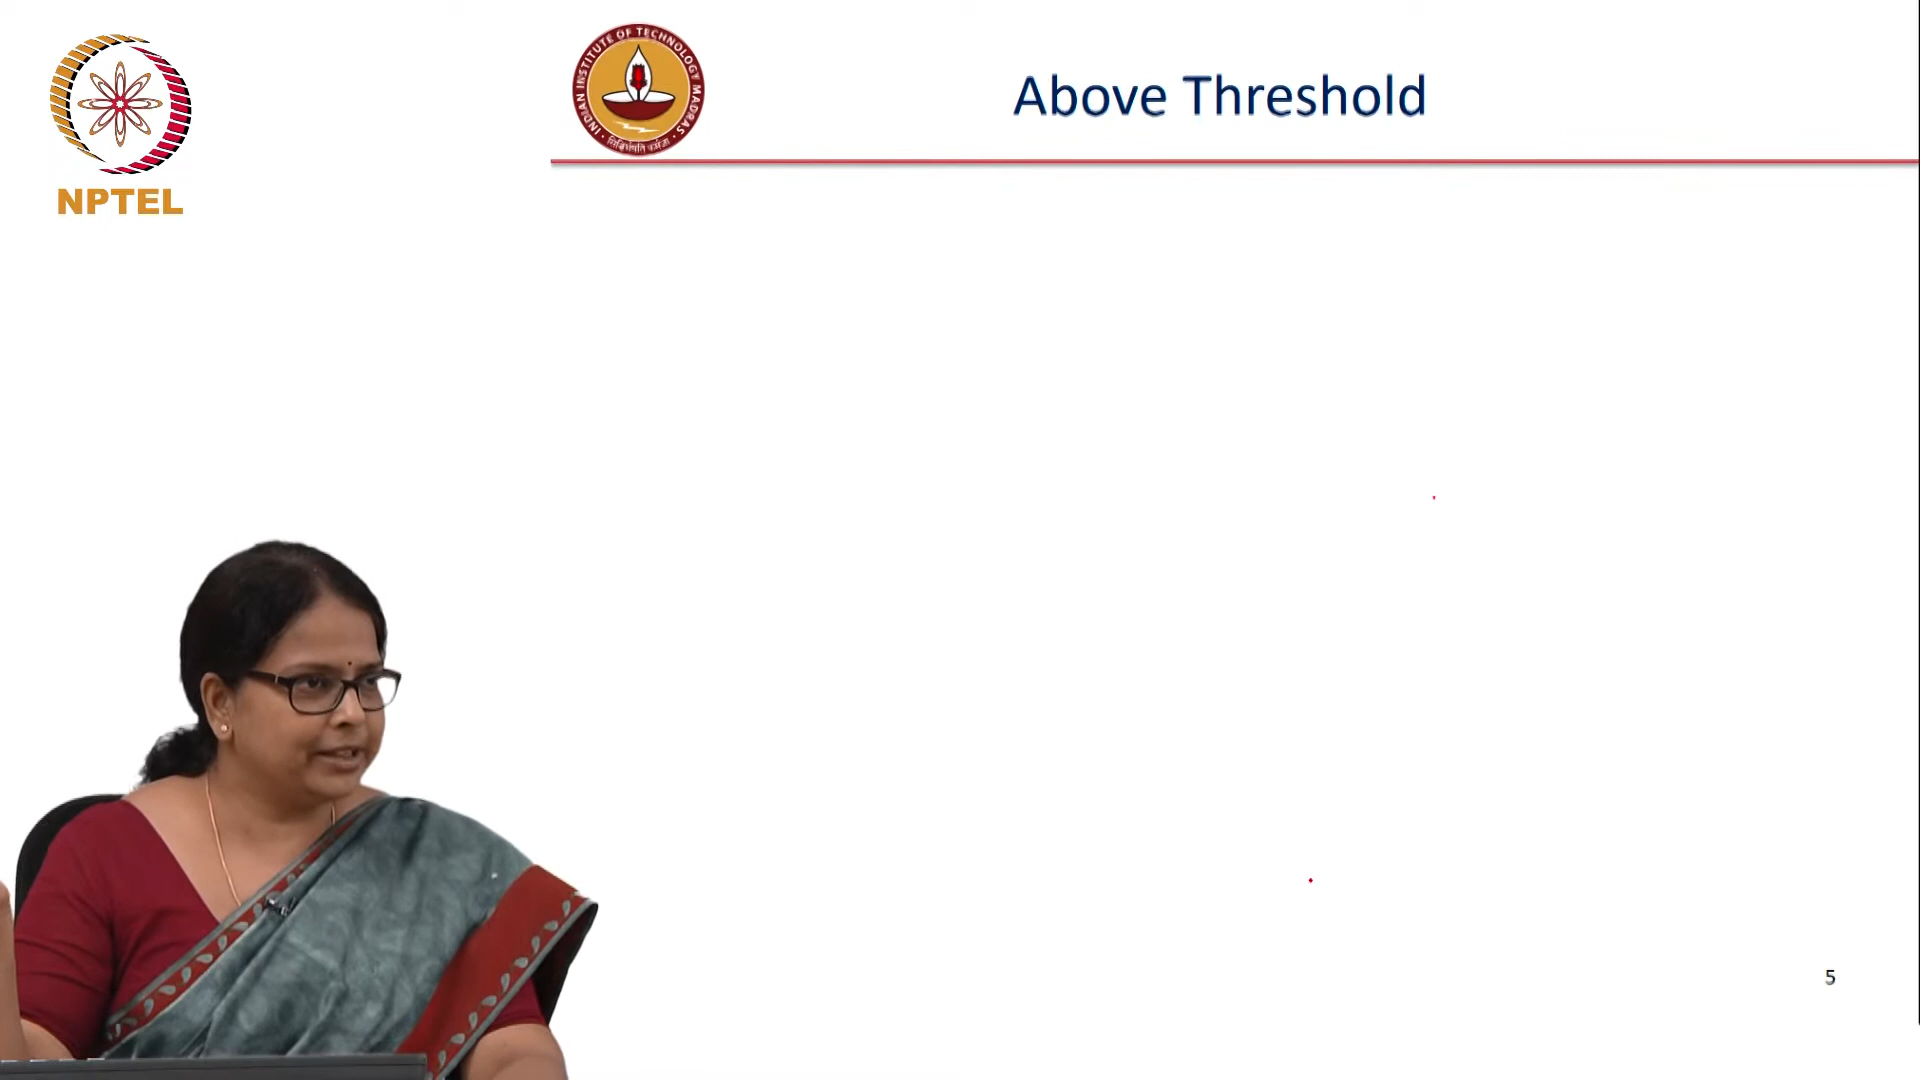 NPTEL
INDIAN INSTITUTE OF TECHNOLOGY MADRAS
Above Threshold
5